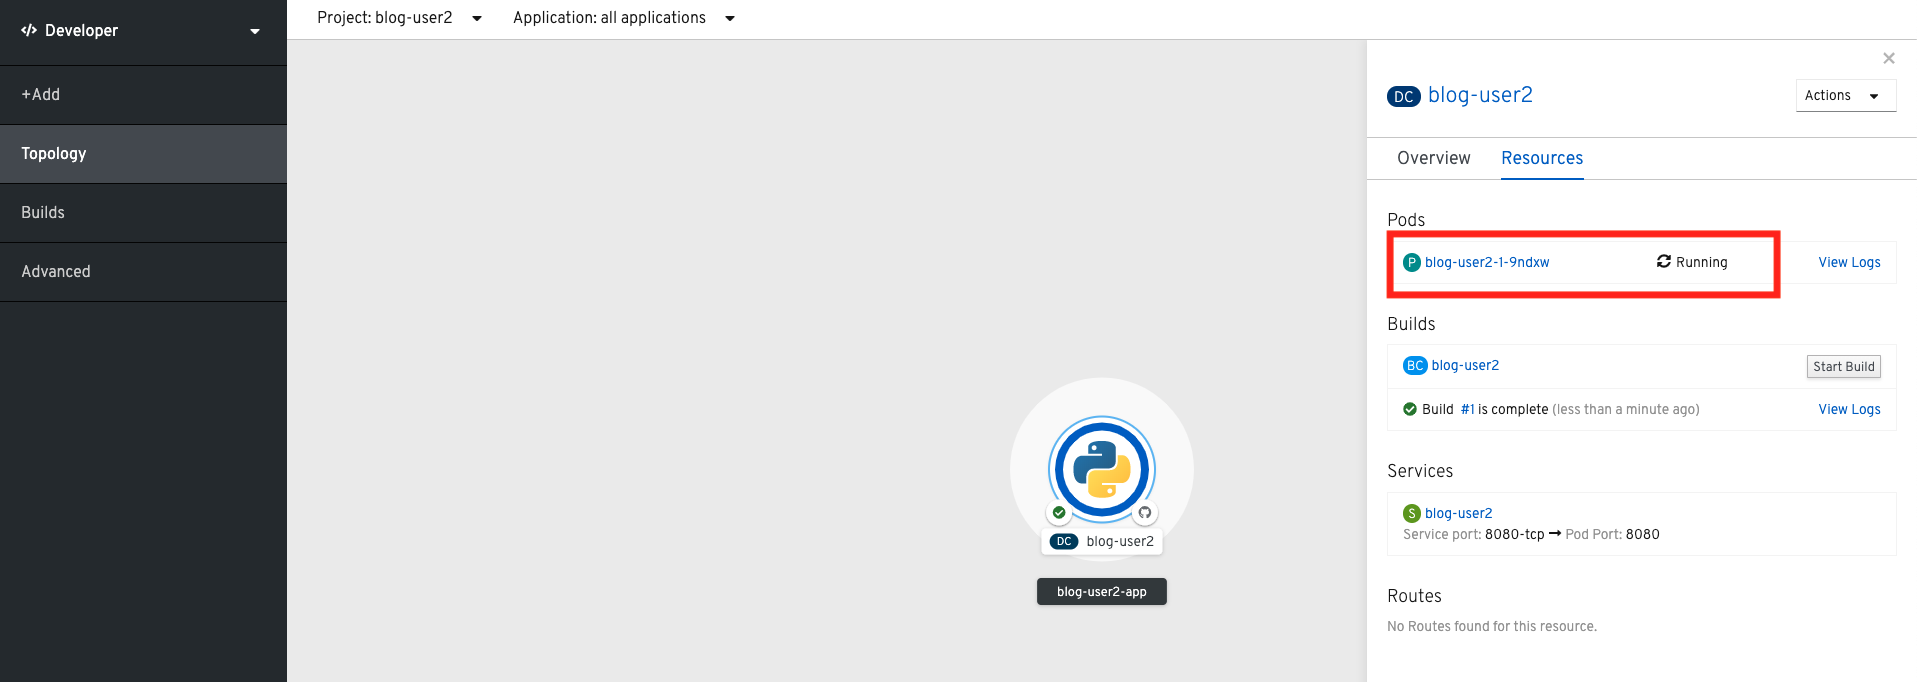 Developer
+Add
Topology
Builds
Advanced
Project: blog-user2
Application: all applications
DC blog-user2
blog-user2-app
DC blog-user2
Actions
Overview Resources
Pods
P blog-user2-1-9ndxw Running View Logs
Builds
BC blog-user2 Start Build
Build #1 is complete (less than a minute ago) View Logs
Services
S blog-user2
Service port: 8080-tcp → Pod Port: 8080
Routes
No Routes found for this resource.